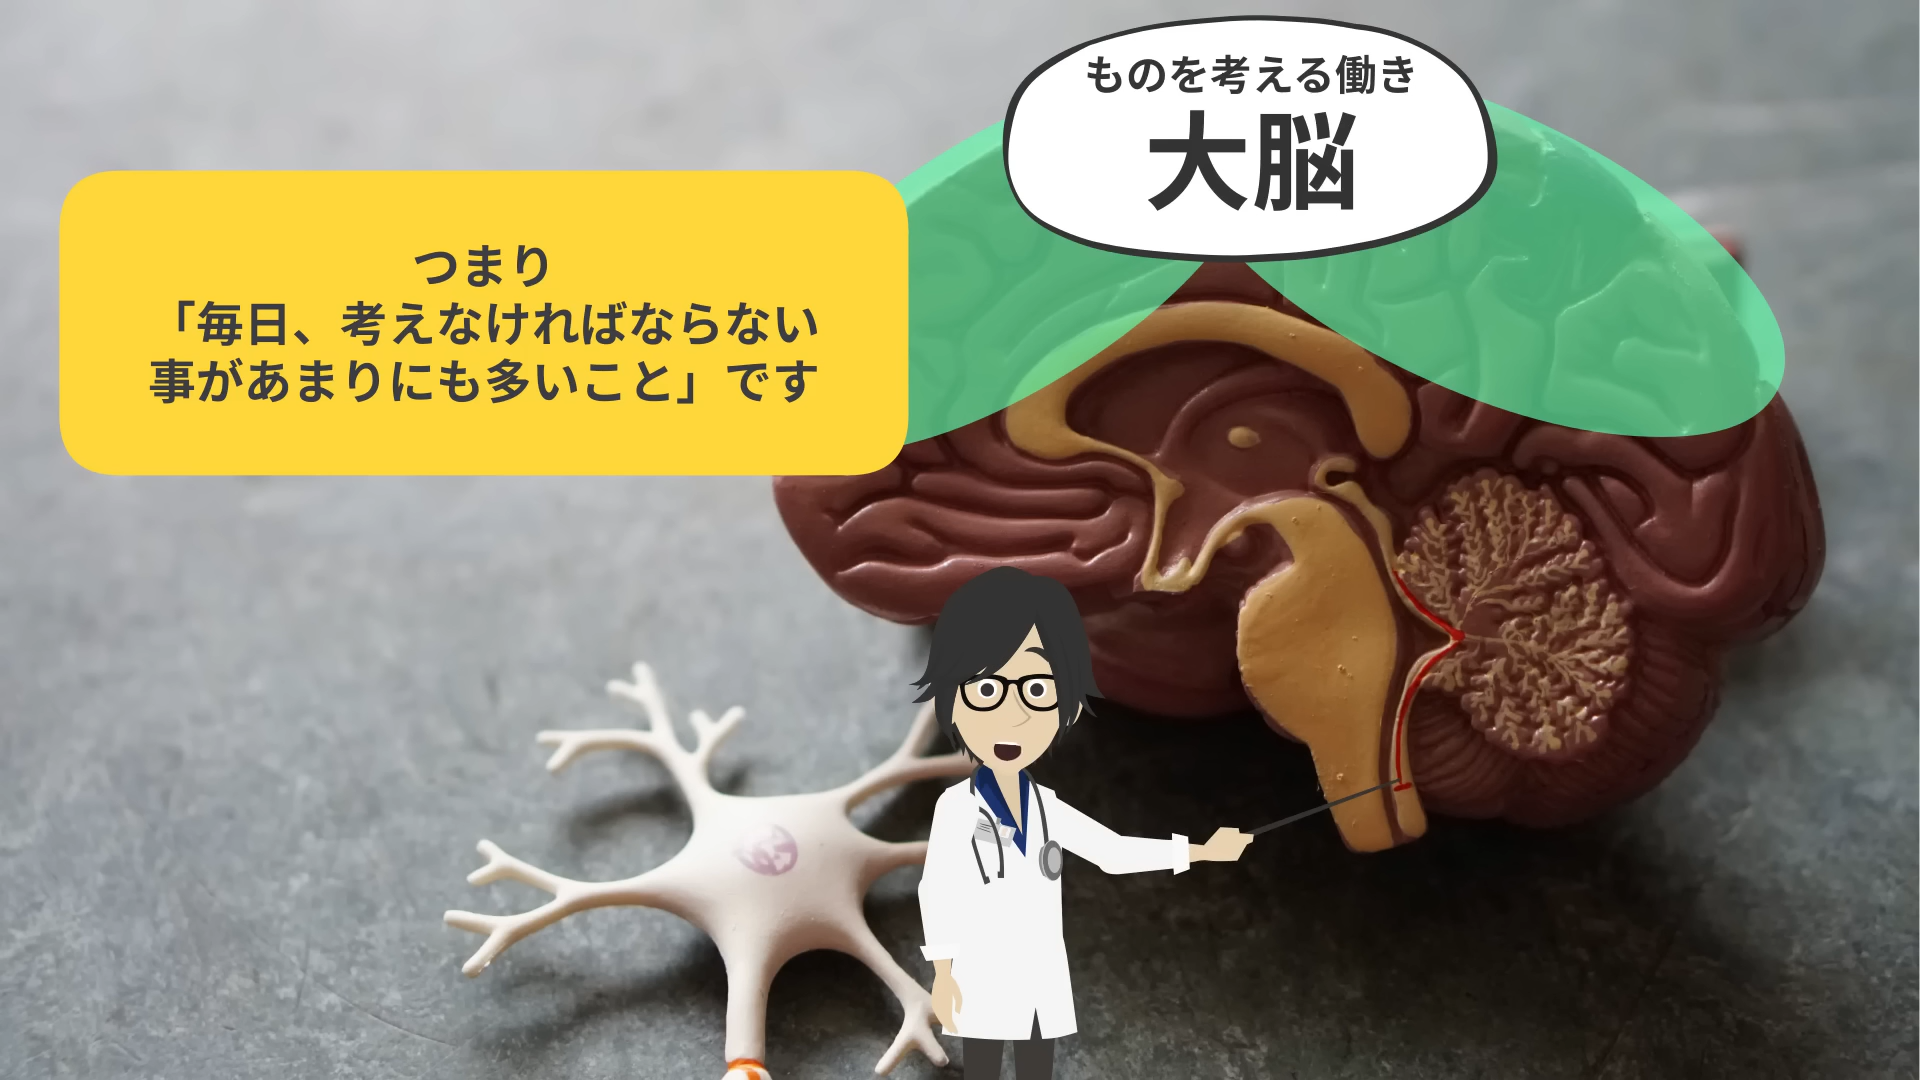 ものを考える働き
大脳
つまり
「毎日、考えなければならない
事があまりにも多いこと」です